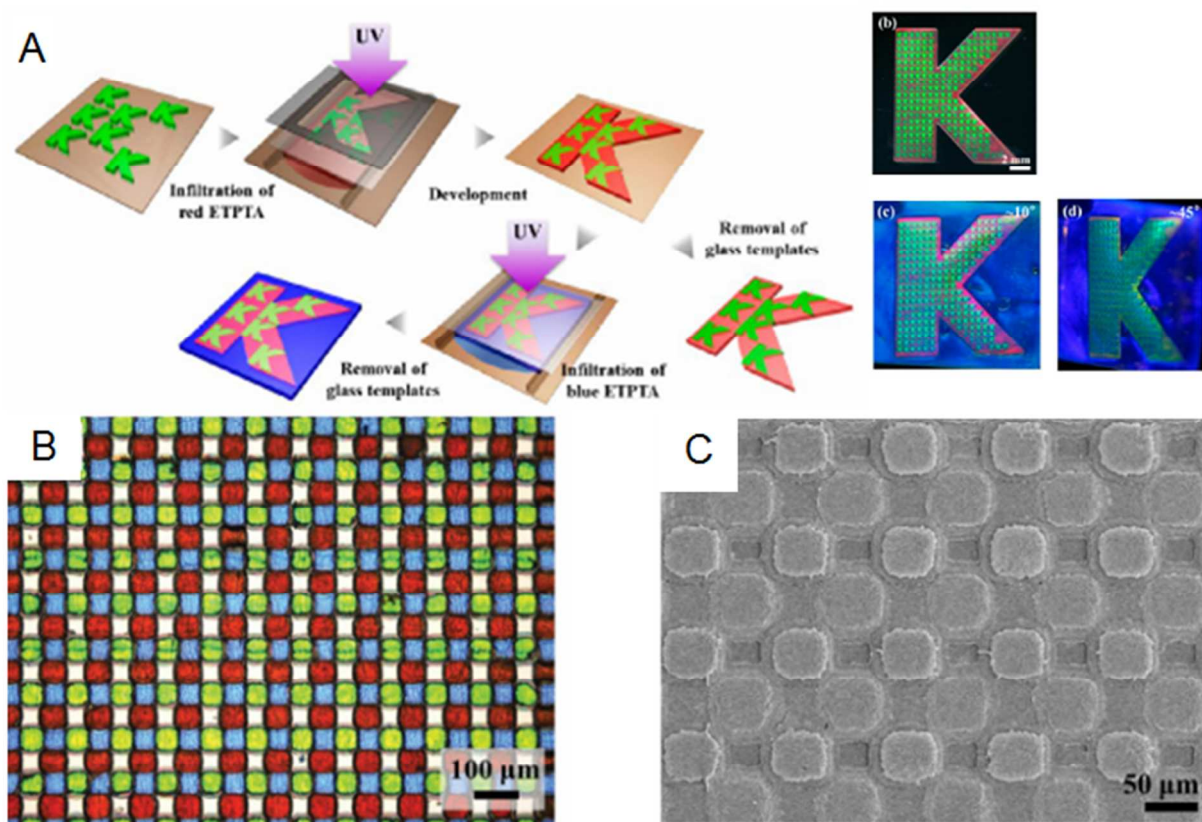 A
UV
Infiltration of
red ETPTA
Development
UV
Removal of
glass templates
Removal of
glass templates
Infiltration of
blue ETPTA
(b)
2 mm
(c)
~10°
(d)
~45°
B
100 μm
C
50 μm